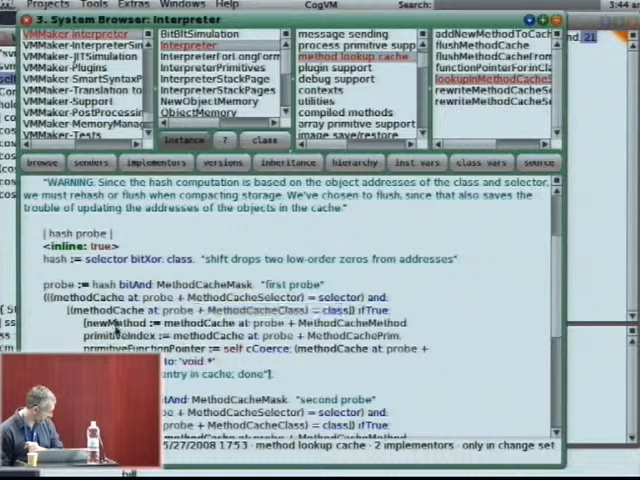 Projects Tools Extras Windows Help CogVM Search: 3:44
3. System Browser: Interpreter
VMMaker-Interpreter
VMMaker-InterpreterSin
VMMaker-JITSimulation
VMMaker-Plugins
VMMaker-SmartSyntaxP
VMMaker-Translation to
VMMaker-Support
VMMaker-PostProcessin
VMMaker-MemoryManag
VMMaker-Tests
BitBltSimulation
Interpreter
InterpreterForLongForm
InterpreterPrimitives
InterpreterStackPage
InterpreterStackPages
NewObjectMemory
ObjectMemory
instance ? class
message sending
process primitive supp
method lookup cache
plugin support
debug support
contexts
utilities
compiled methods
array primitive support
image save/restore
addNewMethodToCach
flushMethodCache
flushMethodCacheFrom
functionPointerForinCl
lookupInMethodCacheS
rewriteMethodCacheSe
rewriteMethodCacheSe
browse senders implementors versions inheritance hierarchy inst vars class vars source
"WARNING: Since the hash computation is based on the object addresses of the class and selector,
we must rehash or flush when compacting storage. We've chosen to flush, since that also saves the
trouble of updating the addresses of the objects in the cache."
| hash probe |
<inline: true>
hash := selector bitXor: class. "shift drops two low-order zeros from addresses"
probe := hash bitAnd: MethodCacheMask. "first probe"
(((methodCache at: probe + MethodCacheSelector) = selector) and:
[(methodCache at: probe + MethodCacheClass) = class]) ifTrue:
[newMethod := methodCache at: probe + MethodCacheMethod.
primitiveIndex := methodCache at: probe + MethodCachePrim.
primitiveFunctionPointer := self cCoerce: (methodCache at: probe +
to: 'void *'.
entry in cache; done"].
bitAnd: MethodCacheMask. "second probe"
at: probe + MethodCacheSelector) = selector) and:
at: probe + MethodCacheClass) = class]) ifTrue:
5/27/2008 17:53 · method lookup cache · 2 implementors · only in change set